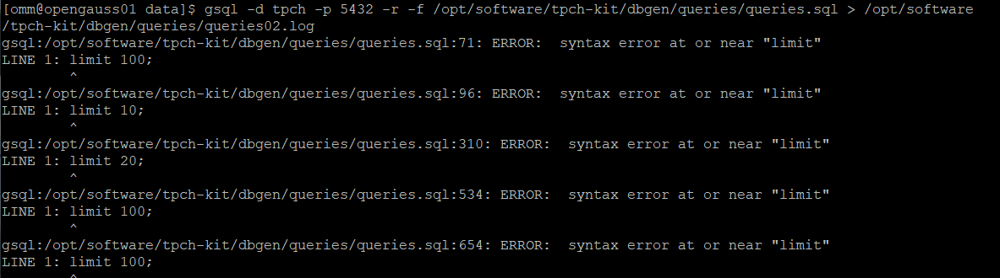 [omm@opengauss01 data]$ gsql -d tpch -p 5432 -r -f /opt/software/tpch-kit/dbgen/queries/queries.sql > /opt/software
/tpch-kit/dbgen/queries/queries02.log
gsql:/opt/software/tpch-kit/dbgen/queries/queries.sql:71: ERROR:  syntax error at or near "limit"
LINE 1: limit 100;
        ^
gsql:/opt/software/tpch-kit/dbgen/queries/queries.sql:96: ERROR:  syntax error at or near "limit"
LINE 1: limit 10;
        ^
gsql:/opt/software/tpch-kit/dbgen/queries/queries.sql:310: ERROR:  syntax error at or near "limit"
LINE 1: limit 20;
        ^
gsql:/opt/software/tpch-kit/dbgen/queries/queries.sql:534: ERROR:  syntax error at or near "limit"
LINE 1: limit 100;
        ^
gsql:/opt/software/tpch-kit/dbgen/queries/queries.sql:654: ERROR:  syntax error at or near "limit"
LINE 1: limit 100;
        ^